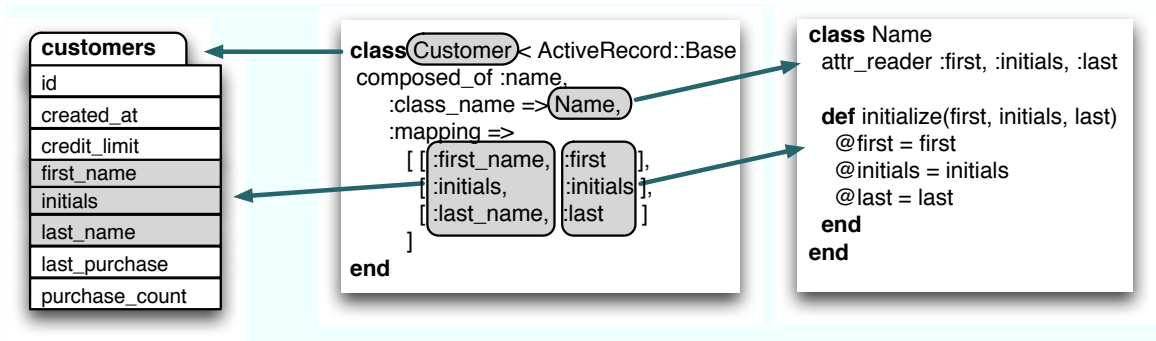 customers
id
created_at
credit_limit
first_name
initials
last_name
last_purchase
purchase_count
class Customer < ActiveRecord::Base
composed_of :name,
:class_name => Name,
:mapping =>
[ [ :first_name, :first ],
[ :initials, :initials ],
[ :last_name, :last ]
]
end
class Name
attr_reader :first, :initials, :last
def initialize(first, initials, last)
@first = first
@initials = initials
@last = last
end
end